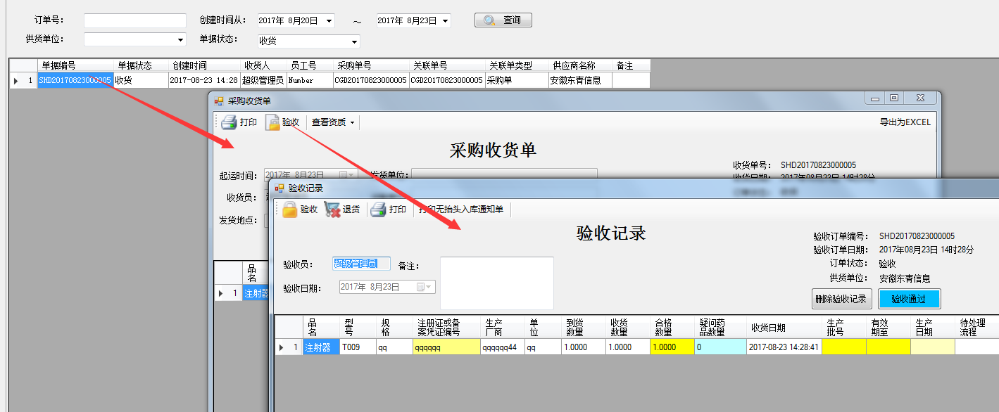 订单号： 创建时间从： 2017年 8月20日 ～ 2017年 8月23日 查询
供货单位： 单据状态： 收货
单据编号 单据状态 创建时间 收货人 员工号 采购单号 关联单号 关联单类型 供应商名称 备注
1 SHD20170823000005 收货 2017-08-23 14:28 超级管理员 Number CGD20170823000005 CGD20170823000005 采购单 安徽东青信息
采购收货单
打印 验收 查看资质 导出为EXCEL
采购收货单
收货单号： SHD20170823000005
起运时间： 2017年 8月23日 发货单位： 收货日期： 2017年08月23日 14时28分
收货员：
发货地点：
品名
1 注射器
验收记录
验收 退货 打印 打印无抬头入库通知单
验收记录
验收订单编号： SHD20170823000005
验收订单日期： 2017年08月23日 14时28分
验收员： 超级管理员 备注： 订单状态： 验收
供货单位： 安徽东青信息
验收日期： 2017年 8月23日
删除验收记录 验收通过
品名 型号 规格 注册证或备案凭证编号 生产厂商 单位 到货数量 收货数量 合格数量 疑问药品数量 收货日期 生产批号 有效期至 生产日期 待处理流程
1 注射器 T009 qq qqqqqq qqqqqq44 qq 1.0000 1.0000 1.0000 0 2017-08-23 14:28:41